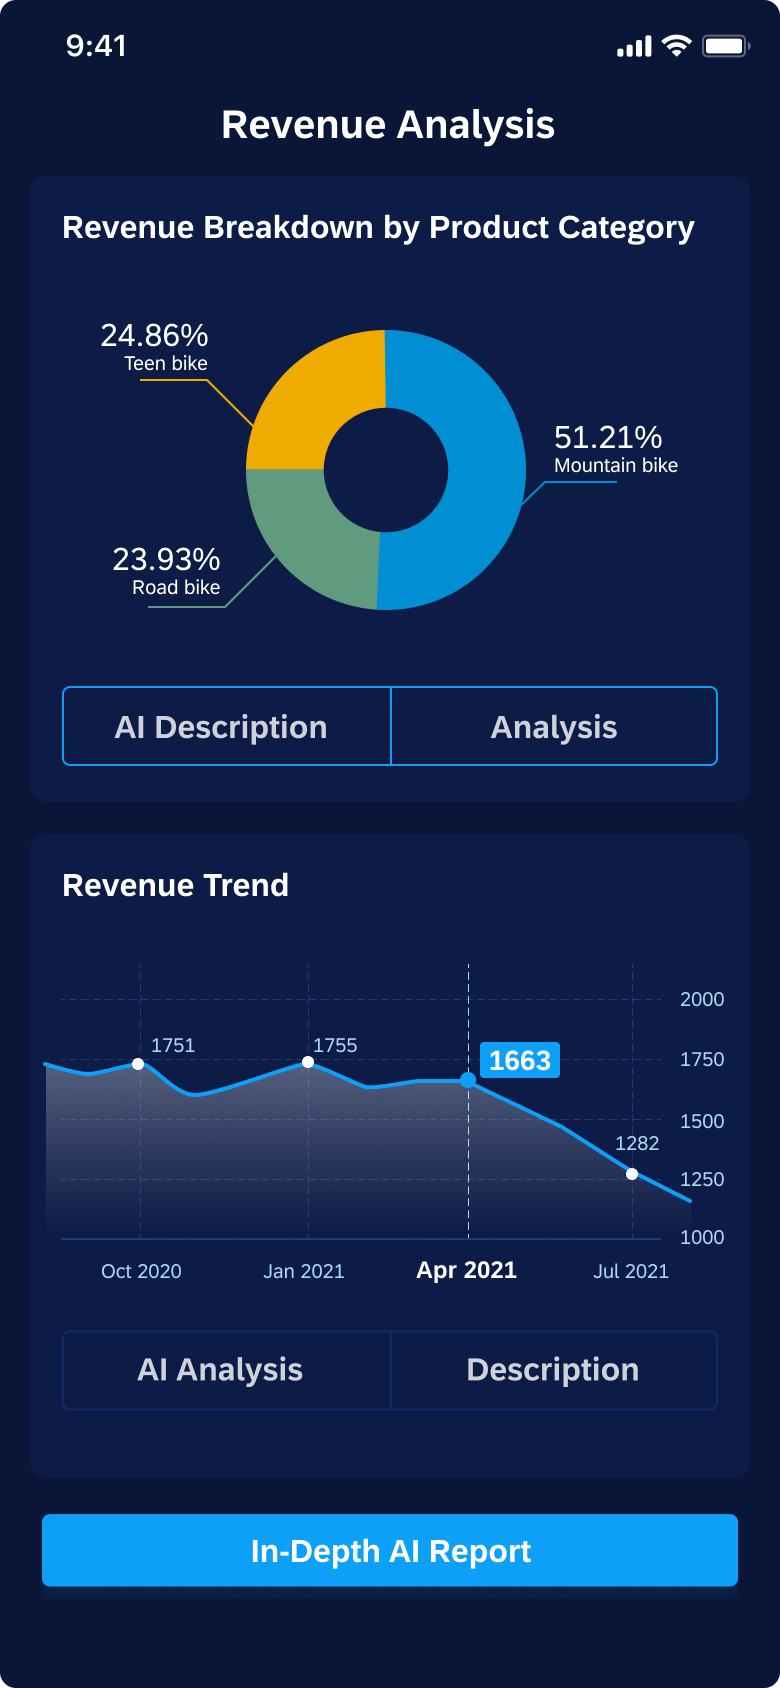 9:41
Revenue Analysis
Revenue Breakdown by Product Category
24.86%
Teen bike
51.21%
Mountain bike
23.93%
Road bike
AI Description
Analysis
Revenue Trend
2000
1751
1755
1663
1750
1500
1282
1250
1000
Oct 2020
Jan 2021
Apr 2021
Jul 2021
AI Analysis
Description
In-Depth AI Report